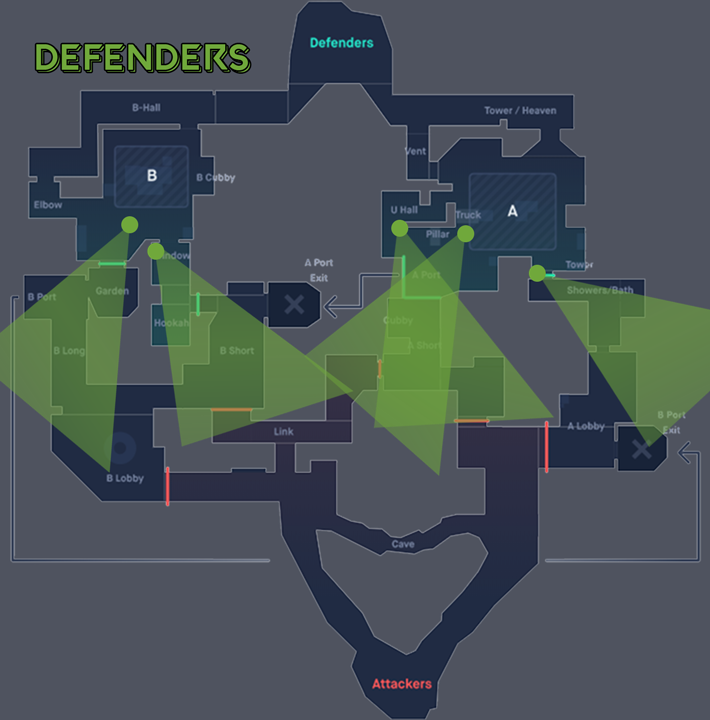 DEFENDERS
Defenders
B-Hall
Tower / Heaven
Vent
B
B Cubby
Elbow
U Hall
Truck
A
Pillar
Window
A Port
Exit
A Port
Tower
B Port
Garden
Showers/Bath
Hookah
Cubby
B Long
B Short
A Short
Link
A Lobby
B Port
Exit
B Lobby
Cave
Attackers